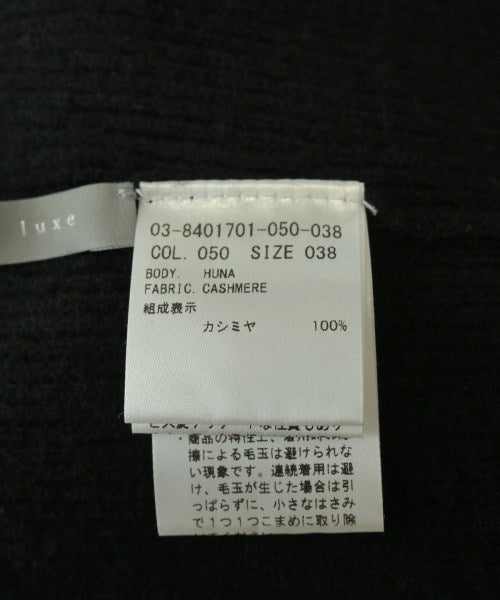 luxe
03-8401701-050-038
COL. 050 SIZE 038
BODY. HUNA
FABRIC. CASHMERE
組成表示
カシミヤ 100%
・商品の特性上、着用
擦による毛玉は避けられな
い現象です。連続着用は避
け、毛玉が生じた場合は引
っぱらずに、小さなはさみ
で1つ1つこまめに取り除